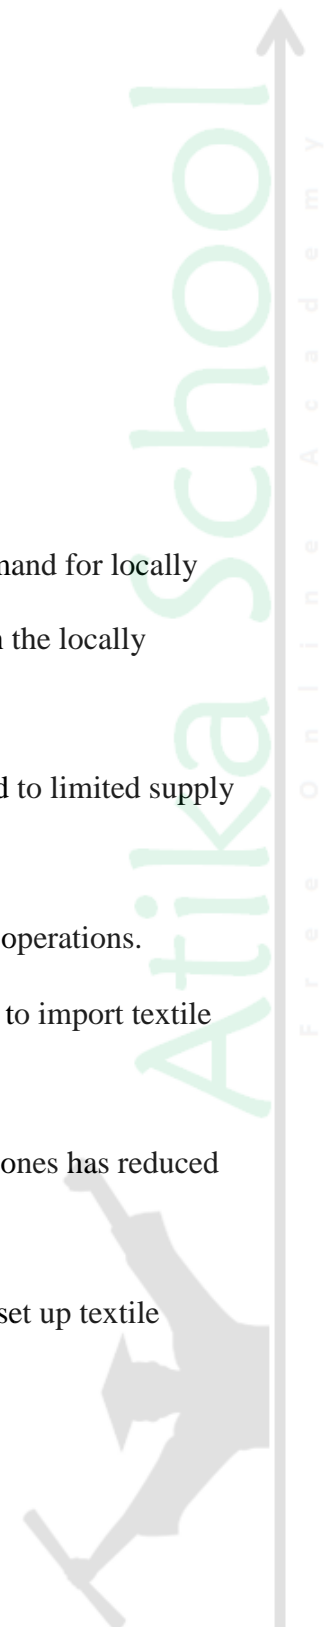 mand for locally
n the locally
d to limited supply
operations.
to import textile
ones has reduced
set up textile
Atika School
Free Online Academy